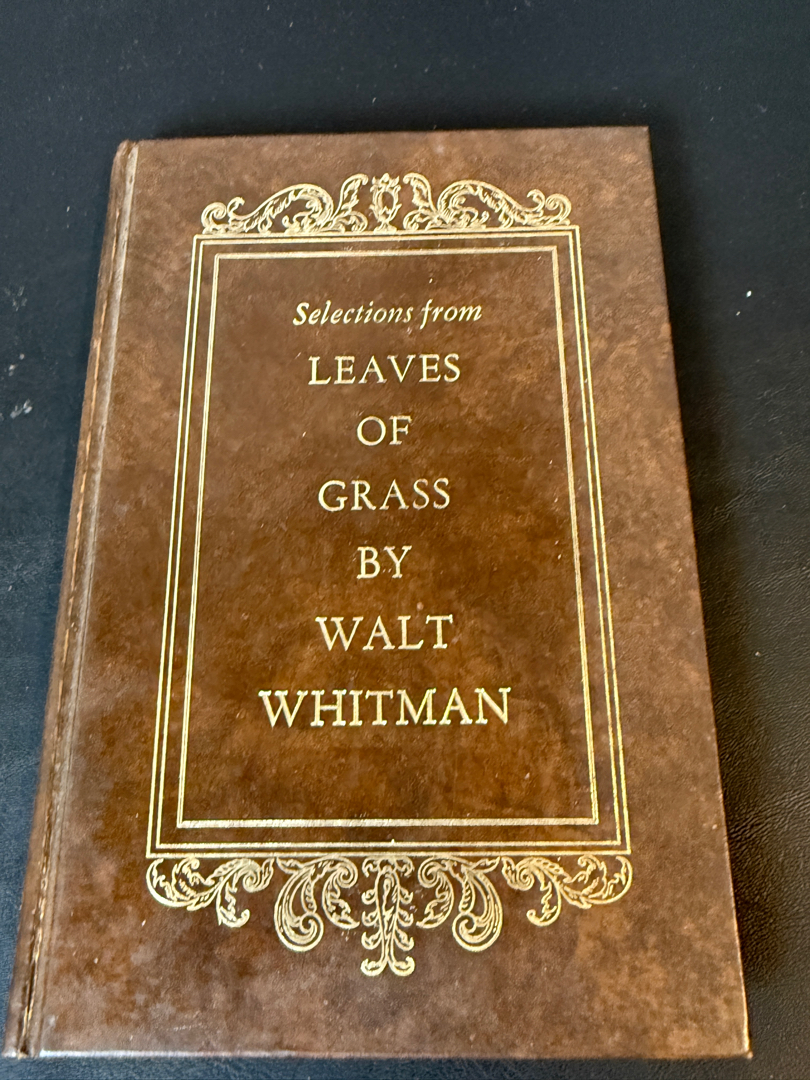 Selections from
LEAVES
OF
GRASS
BY
WALT
WHITMAN